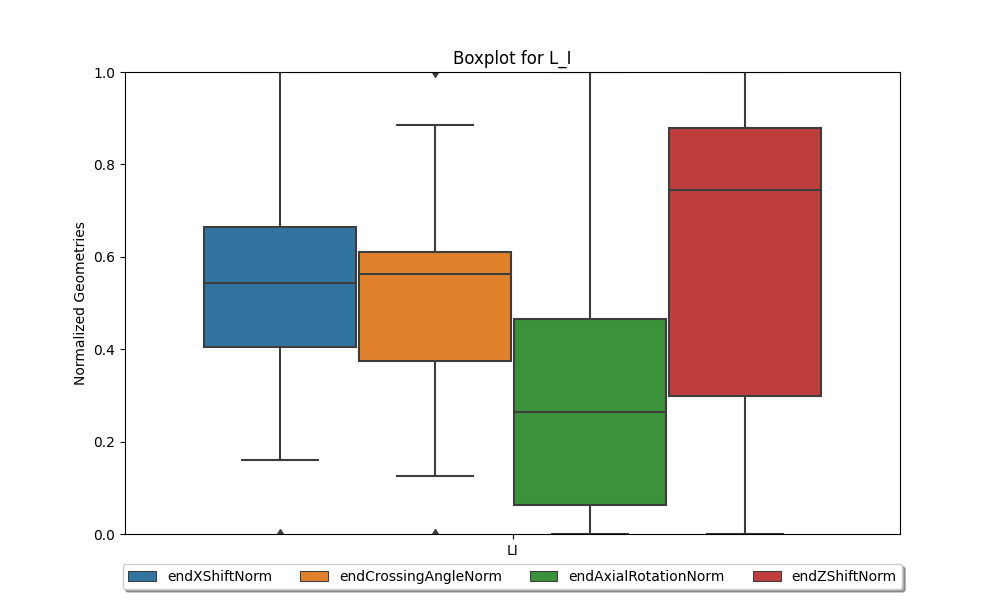 Boxplot for L_I
1.0
0.8
0.6
0.4
0.2
0.0
Normalized Geometries
LI
endXShiftNorm endCrossingAngleNorm endAxialRotationNorm endZShiftNorm